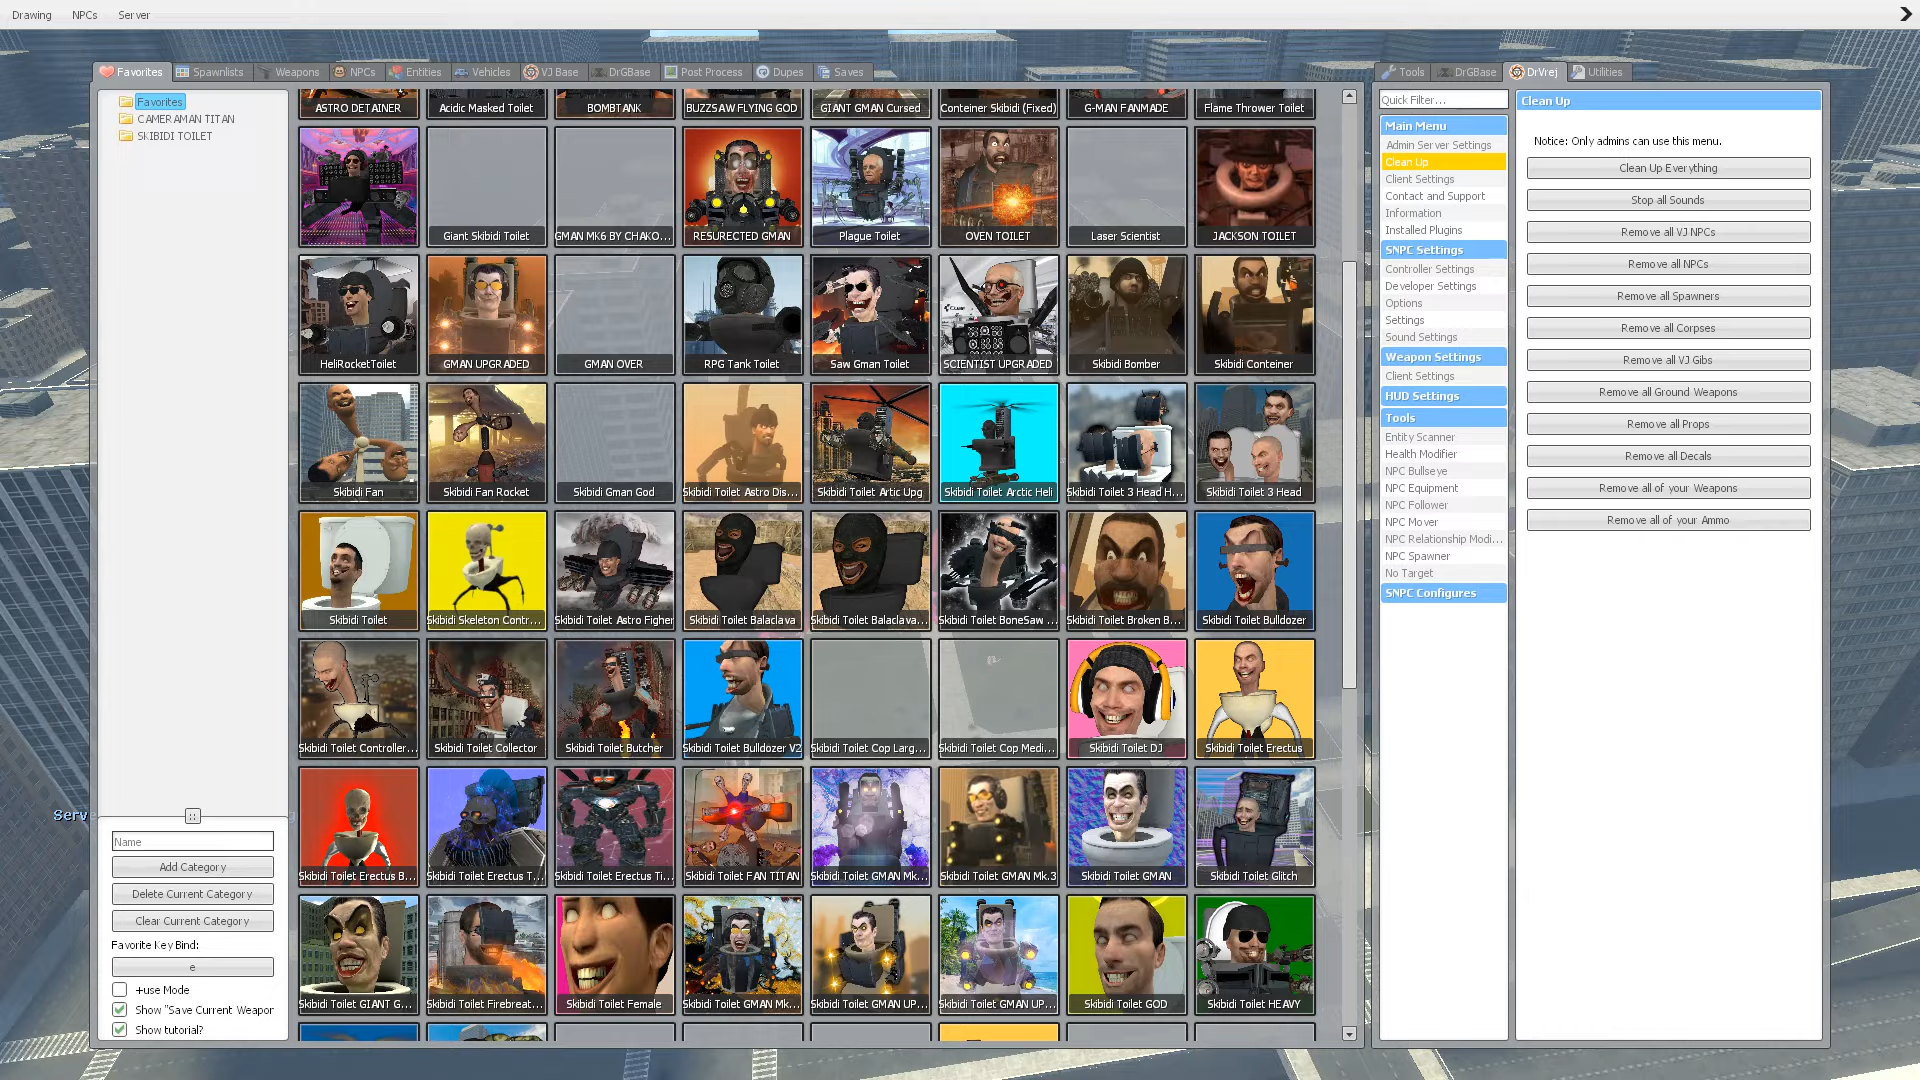 Drawing NPCs Server
Favorites Spawnlists Weapons NPCs Entities Vehicles VJ Base DrGBase Post Process Dupes Saves
Tools DrGBase DrVrej Utilities
Favorites
CAMERAMAN TITAN
SKIBIDI TOILET
ASTRO DETAINER Acidic Masked Toilet BOMBTANK BUZZSAW FLYING GOD GIANT GMAN Cursed Conteiner Skibidi (Fixed) G-MAN FANMADE Flame Thrower Toilet
Giant Skibidi Toilet GMAN MK6 BY CHAKO... RESURECTED GMAN Plague Toilet OVEN TOILET Laser Scientist JACKSON TOILET
HeliRocketToilet GMAN UPGRADED GMAN OVER RPG Tank Toilet Saw Gman Toilet SCIENTIST UPGRADED Skibidi Bomber Skibidi Conteiner
Skibidi Fan Skibidi Fan Rocket Skibidi Gman God Skibidi Toilet Astro Dis... Skibidi Toilet Artic Upg Skibidi Toilet Arctic Heli Skibidi Toilet 3 Head H... Skibidi Toilet 3 Head
Skibidi Toilet Skibidi Skeleton Contr... Skibidi Toilet Astro Figher Skibidi Toilet Balaclava Skibidi Toilet Balaclava... Skibidi Toilet BoneSaw ... Skibidi Toilet Broken B... Skibidi Toilet Bulldozer
Skibidi Toilet Controller... Skibidi Toilet Collector Skibidi Toilet Butcher Skibidi Toilet Bulldozer V2 Skibidi Toilet Cop Larg... Skibidi Toilet Cop Medi... Skibidi Toilet DJ Skibidi Toilet Erectus
Skibidi Toilet Erectus B... Skibidi Toilet Erectus T... Skibidi Toilet Erectus Ti... Skibidi Toilet FAN TITAN Skibidi Toilet GMAN Mk... Skibidi Toilet GMAN Mk.3 Skibidi Toilet GMAN Skibidi Toilet Glitch
Skibidi Toilet GIANT G... Skibidi Toilet Firebreat... Skibidi Toilet Female Skibidi Toilet GMAN Mk... Skibidi Toilet GMAN UP... Skibidi Toilet GMAN UP... Skibidi Toilet GOD Skibidi Toilet HEAVY
Serv
Name
Add Category
Delete Current Category
Clear Current Category
Favorite Key Bind:
e
+use Mode
Show "Save Current Weapor
Show tutorial?
Quick Filter...
Main Menu
Admin Server Settings
Clean Up
Client Settings
Contact and Support
Information
Installed Plugins
SNPC Settings
Controller Settings
Developer Settings
Options
Settings
Sound Settings
Weapon Settings
Client Settings
HUD Settings
Tools
Entity Scanner
Health Modifier
NPC Bullseye
NPC Equipment
NPC Follower
NPC Mover
NPC Relationship Modi...
NPC Spawner
No Target
SNPC Configures
Clean Up
Notice: Only admins can use this menu.
Clean Up Everything
Stop all Sounds
Remove all VJ NPCs
Remove all NPCs
Remove all Spawners
Remove all Corpses
Remove all VJ Gibs
Remove all Ground Weapons
Remove all Props
Remove all Decals
Remove all of your Weapons
Remove all of your Ammo